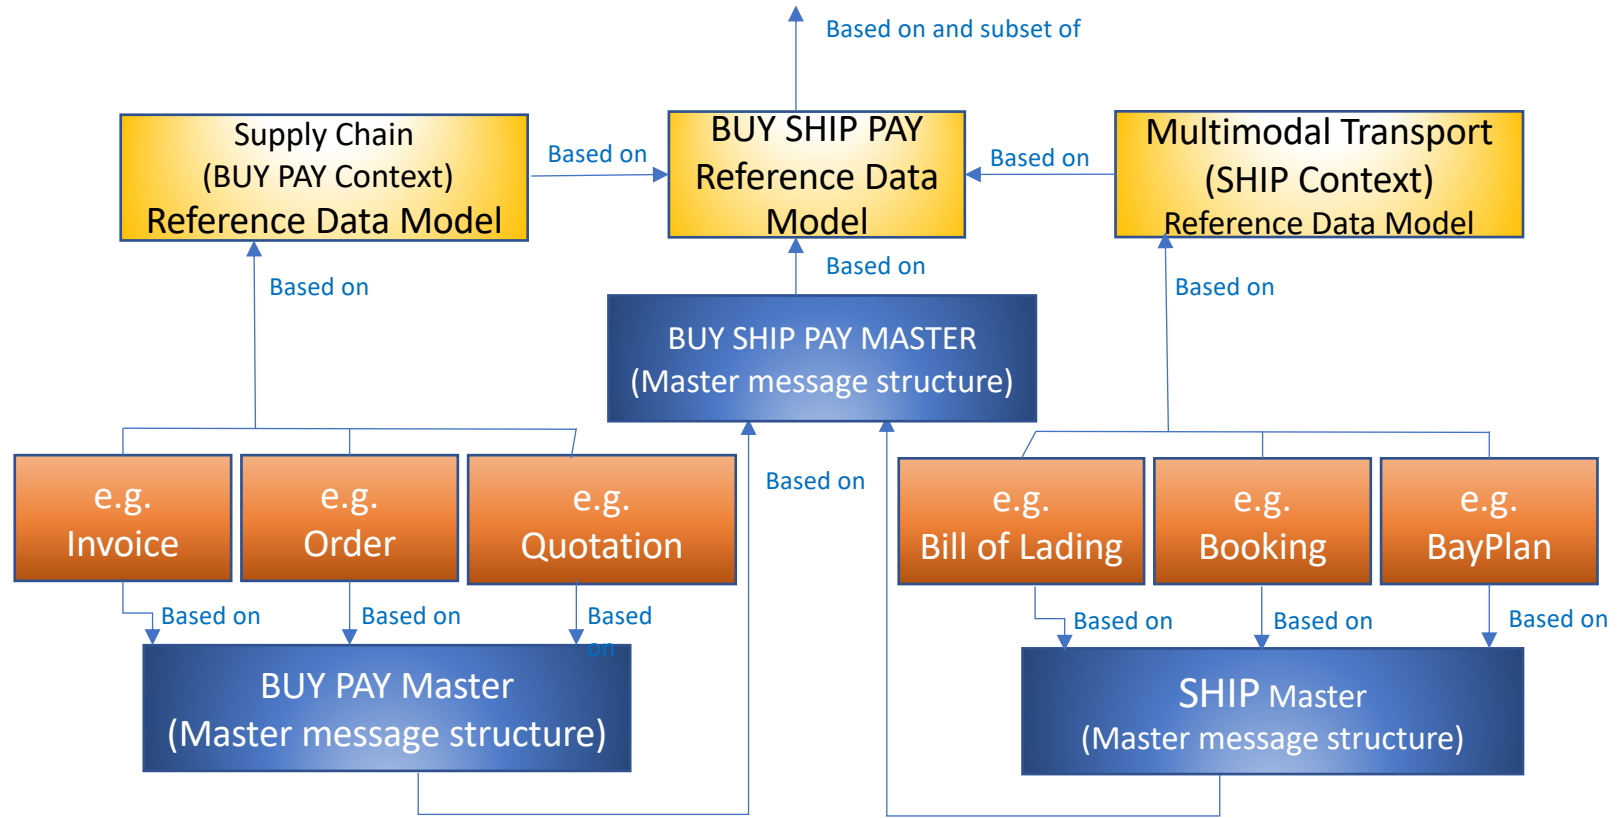 Based on and subset of
Supply Chain
(BUY PAY Context)
Reference Data Model
Based on
BUY SHIP PAY
Reference Data
Model
Based on
Multimodal Transport
(SHIP Context)
Reference Data Model
Based on
Based on
Based on
BUY SHIP PAY MASTER
(Master message structure)
e.g.
Invoice
e.g.
Order
e.g.
Quotation
Based on
e.g.
Bill of Lading
e.g.
Booking
e.g.
BayPlan
Based on
Based on
Based
on
Based on
Based on
Based on
BUY PAY Master
(Master message structure)
SHIP Master
(Master message structure)